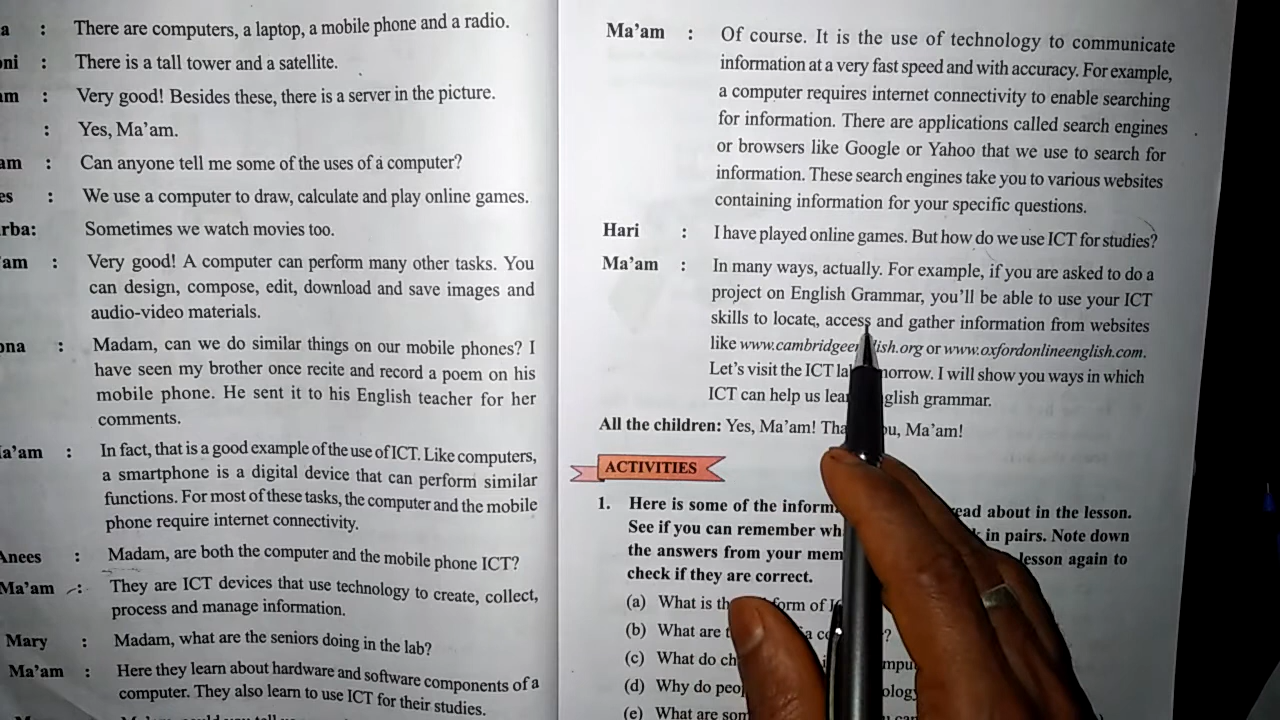 a : There are computers, a laptop, a mobile phone and a radio.
oni : There is a tall tower and a satellite.
am : Very good! Besides these, there is a server in the picture.
: Yes, Ma'am.
am : Can anyone tell me some of the uses of a computer?
es : We use a computer to draw, calculate and play online games.
rba: Sometimes we watch movies too.
'am : Very good! A computer can perform many other tasks. You
can design, compose, edit, download and save images and
audio-video materials.
ona : Madam, can we do similar things on our mobile phones? I
have seen my brother once recite and record a poem on his
mobile phone. He sent it to his English teacher for her
comments.
a'am : In fact, that is a good example of the use of ICT. Like computers,
a smartphone is a digital device that can perform similar
functions. For most of these tasks, the computer and the mobile
phone require internet connectivity.
Anees : Madam, are both the computer and the mobile phone ICT?
Ma'am : They are ICT devices that use technology to create, collect,
process and manage information.
Mary : Madam, what are the seniors doing in the lab?
Ma'am : Here they learn about hardware and software components of a
computer. They also learn to use ICT for their studies.
Ma'am : Of course. It is the use of technology to communicate
information at a very fast speed and with accuracy. For example,
a computer requires internet connectivity to enable searching
for information. There are applications called search engines
or browsers like Google or Yahoo that we use to search for
information. These search engines take you to various websites
containing information for your specific questions.
Hari : I have played online games. But how do we use ICT for studies?
Ma'am : In many ways, actually. For example, if you are asked to do a
project on English Grammar, you'll be able to use your ICT
skills to locate, access and gather information from websites
like www.cambridgeen lish.org or www.oxfordonlineenglish.com.
Let's visit the ICT la morrow. I will show you ways in which
ICT can help us lea nglish grammar.
All the children: Yes, Ma'am! Tha ou, Ma'am!
ACTIVITIES
1. Here is some of the inform ead about in the lesson.
See if you can remember wh k in pairs. Note down
the answers from your mem lesson again to
check if they are correct.
(a) What is th form of I
(b) What are t a co ?
(c) What do ch mpu
(d) Why do peo olog
(e) What are som